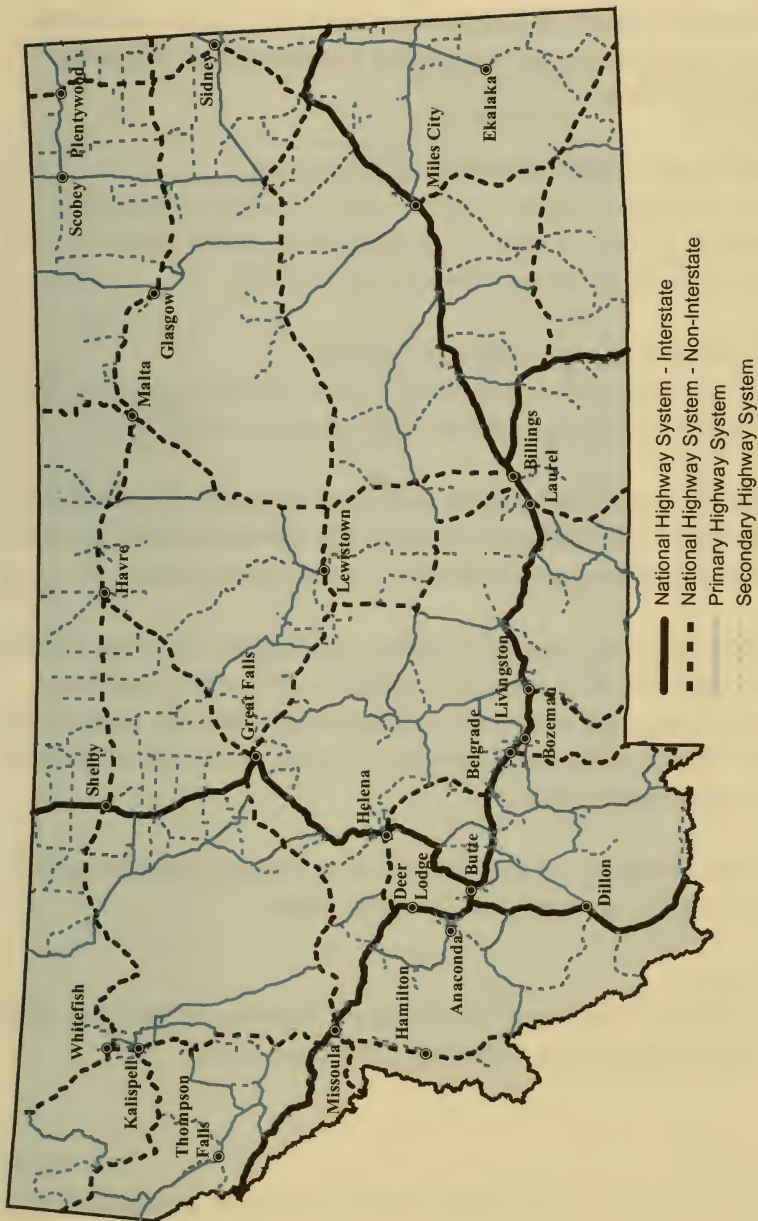 Plentywood
Scobey
Sidney
Glasgow
Malta
Havre
Shelby
Whitefish
Kalispell
Thompson
Falls
Great Falls
Lewistown
Miles City
Ekalaka
Billings
Laurel
Livingston
Bozeman
Belgrade
Helena
Butte
Deer
Lodge
Anaconda
Dillon
Hamilton
Missoula
National Highway System - Interstate
National Highway System - Non-Interstate
Primary Highway System
Secondary Highway System